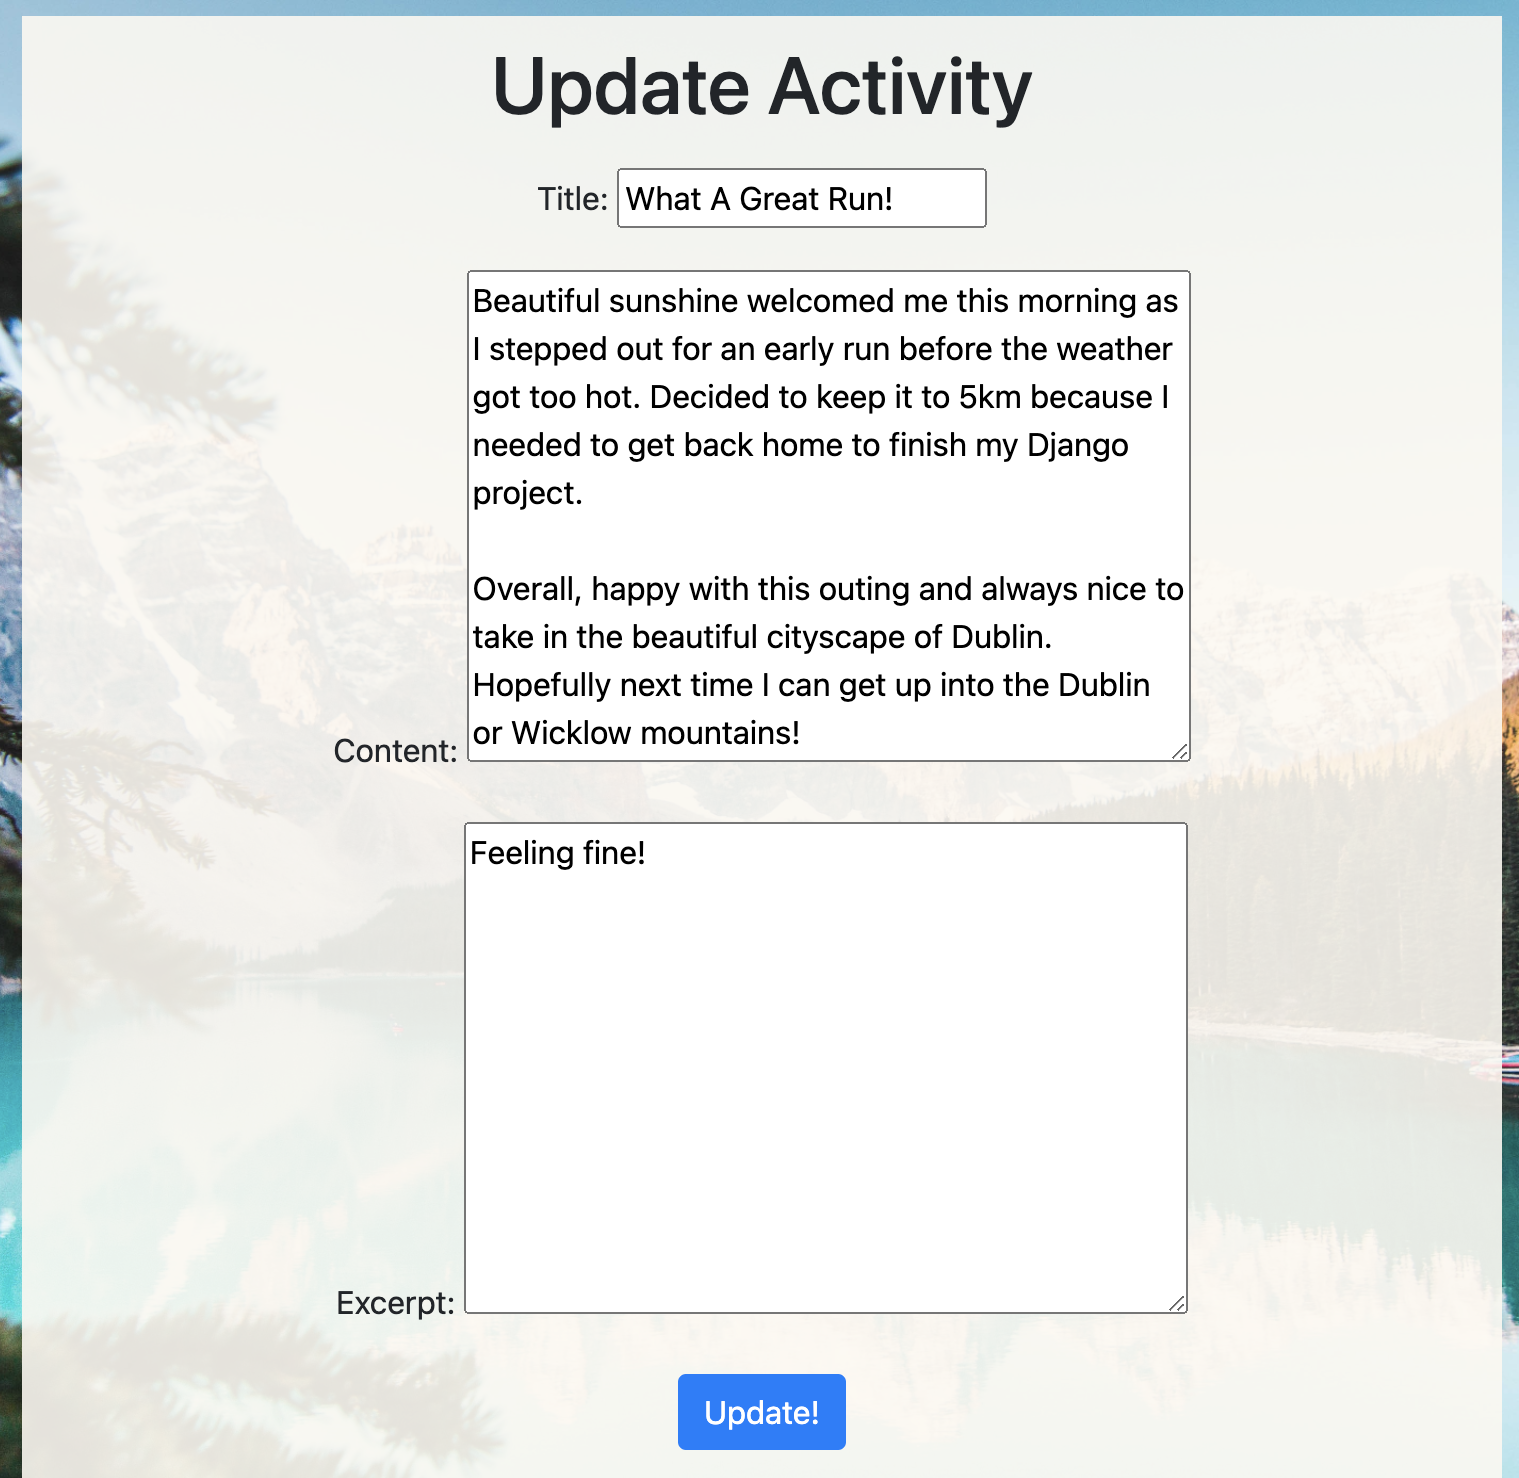 Update Activity
Title: What A Great Run!
Beautiful sunshine welcomed me this morning as
I stepped out for an early run before the weather
got too hot. Decided to keep it to 5km because I
needed to get back home to finish my Django
project.
Overall, happy with this outing and always nice to
take in the beautiful cityscape of Dublin.
Hopefully next time I can get up into the Dublin
or Wicklow mountains!
Content:
Feeling fine!
Excerpt:
Update!